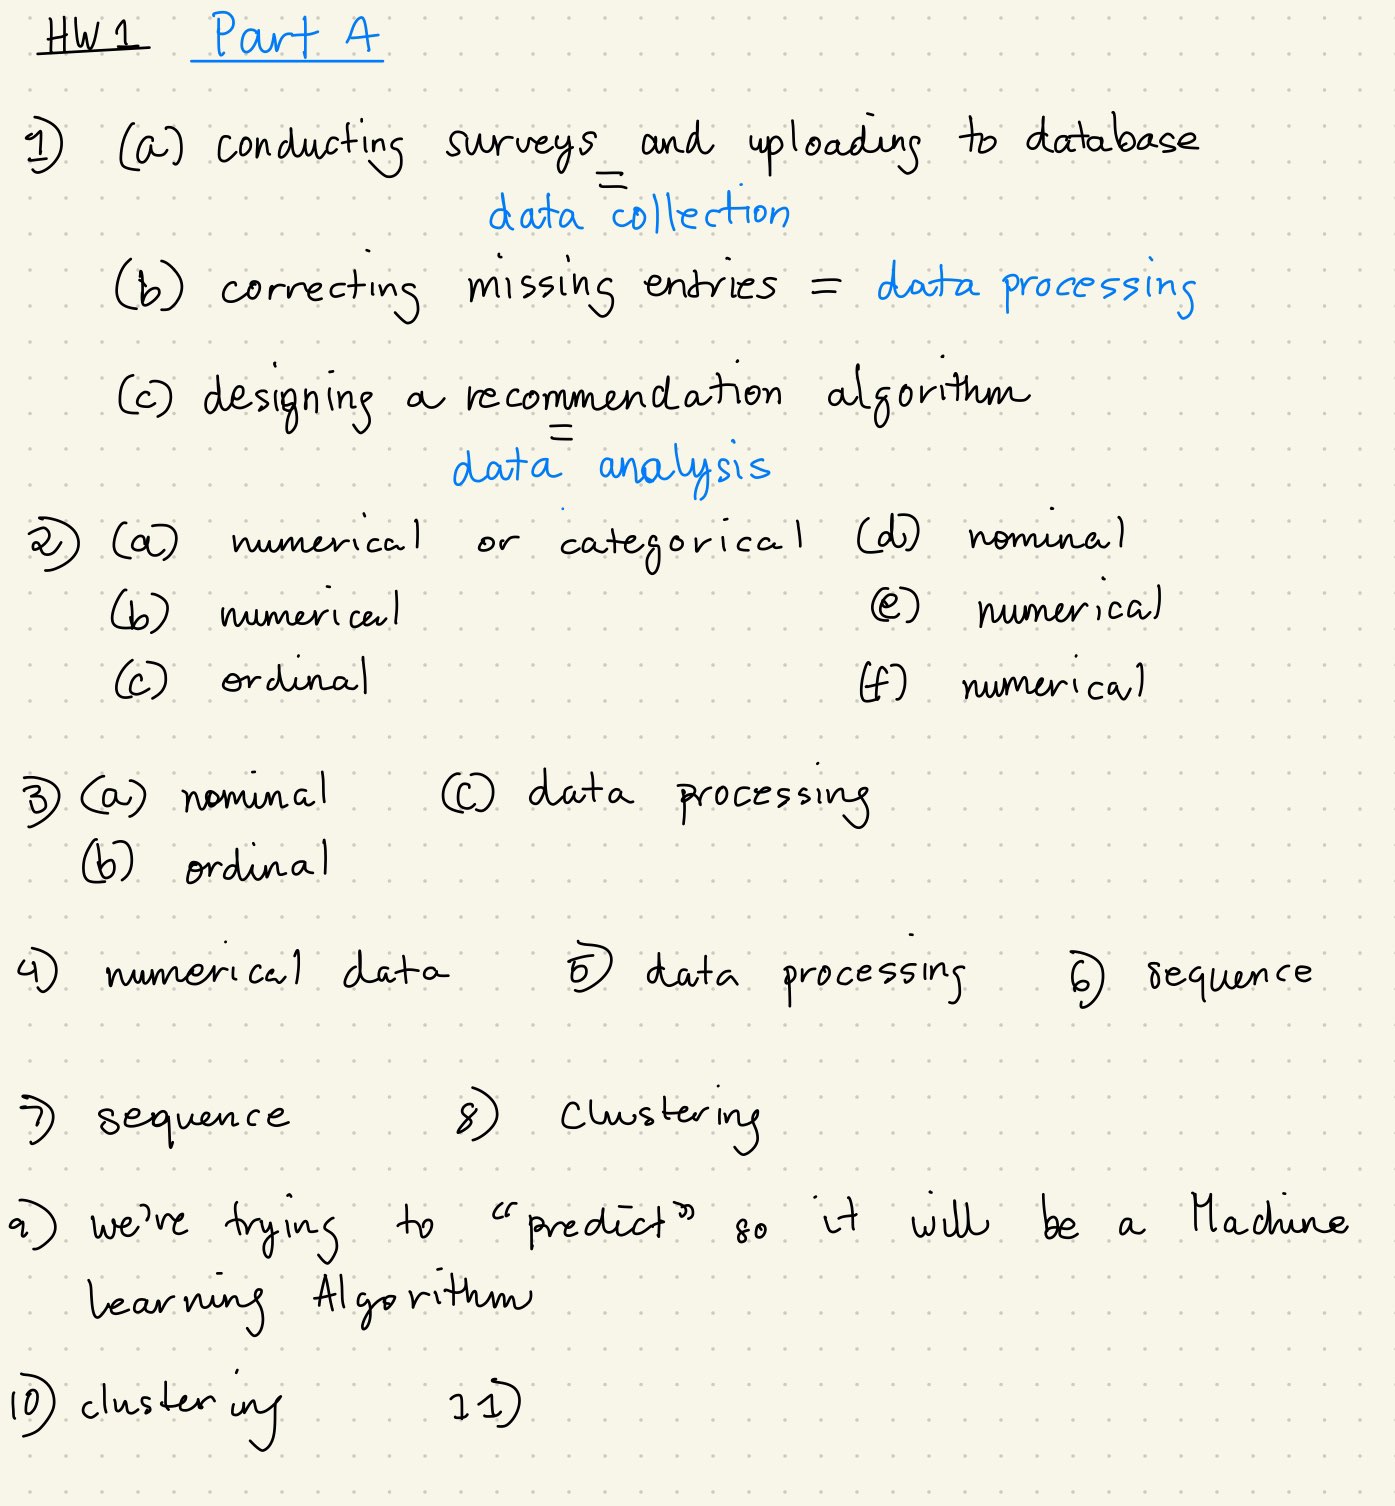 HW1 Part A
1) (a) conducting surveys and uploading to database
=
data collection
(b) correcting missing entries = data processing
(c) designing a recommendation algorithm
=
data analysis
2) (a) numerical or categorical (d) nominal
(b) numerical (e) numerical
(c) ordinal (f) numerical
3) (a) nominal (c) data processing
(b) ordinal
4) numerical data 5) data processing 6) sequence
7) sequence 8) clustering
9) we're trying to "predict" so it will be a Machine
Learning Algorithm
10) clustering 11)